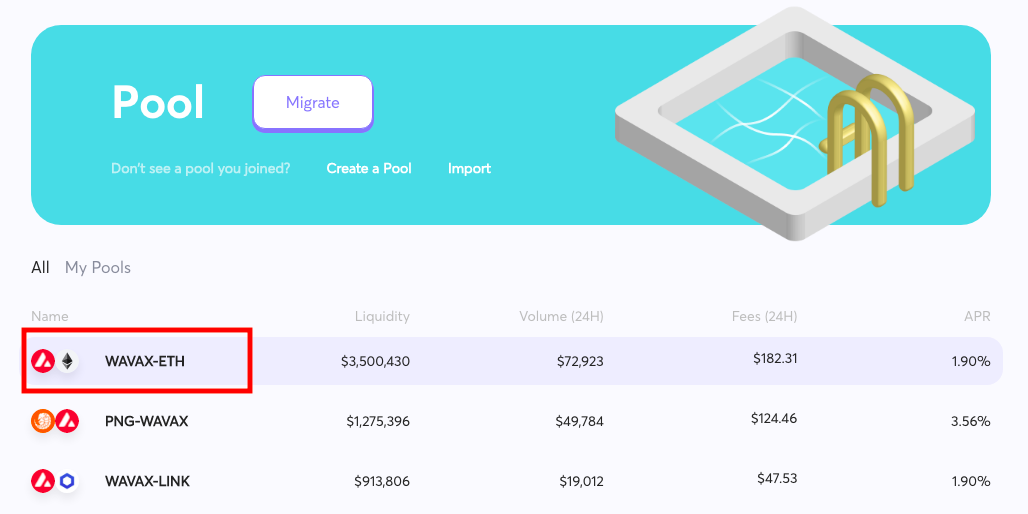 Pool
Migrate
Don't see a pool you joined? Create a Pool Import
All My Pools
Name Liquidity Volume (24H) Fees (24H) APR
WAVAX-ETH $3,500,430 $72,923 $182.31 1.90%
PNG-WAVAX $1,275,396 $49,784 $124.46 3.56%
WAVAX-LINK $913,806 $19,012 $47.53 1.90%